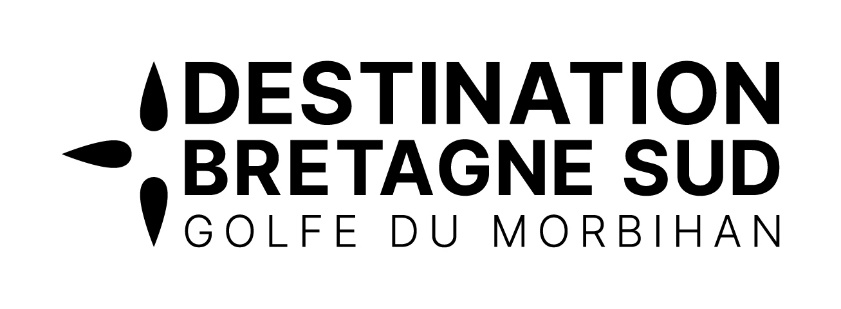 DESTINATION
BRETAGNE SUD
GOLFE DU MORBIHAN